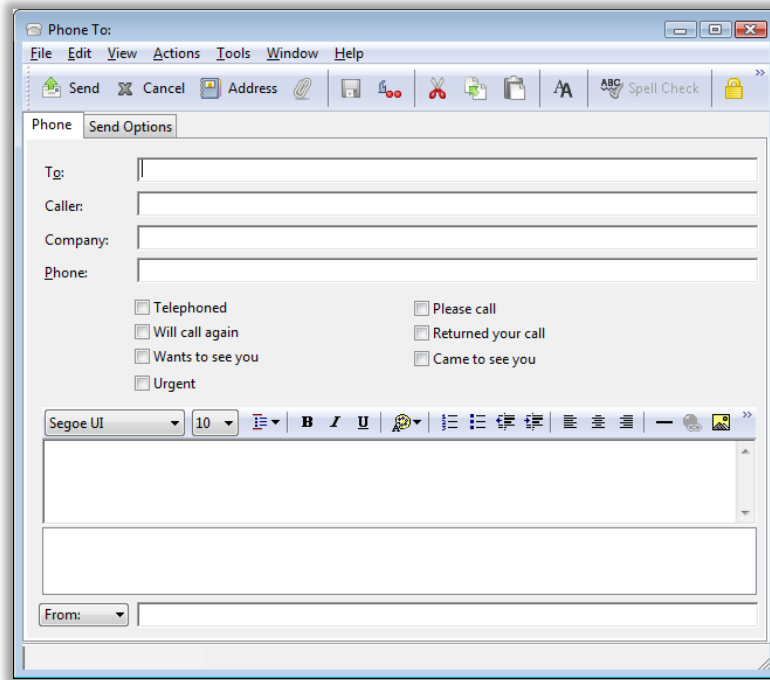 Phone To:
File Edit View Actions Tools Window Help
Send Cancel Address ABC Spell Check
Phone Send Options
To:
Caller:
Company:
Phone:
Telephoned Please call
Will call again Returned your call
Wants to see you Came to see you
Urgent
Segoe UI 10 B I U
From: